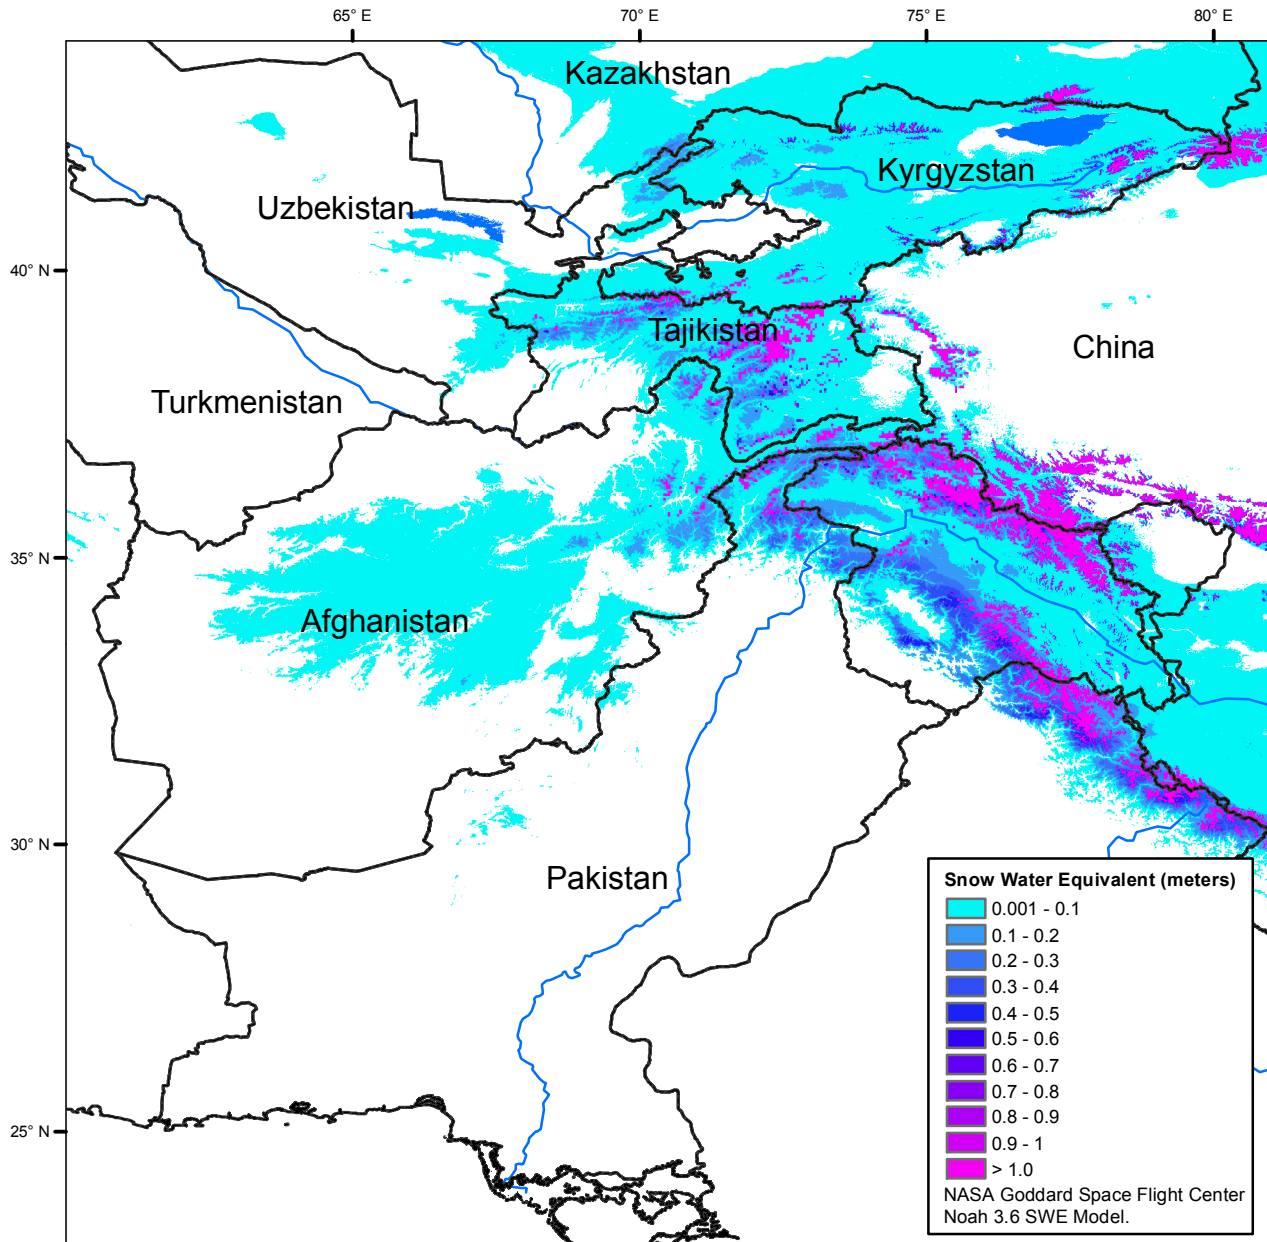 65° E
70° E
75° E
80° E
Kazakhstan
Kyrgyzstan
Uzbekistan
40° N
Tajikistan
China
Turkmenistan
35° N
Afghanistan
30° N
Pakistan
25° N
Snow Water Equivalent (meters)
0.001 - 0.1
0.1 - 0.2
0.2 - 0.3
0.3 - 0.4
0.4 - 0.5
0.5 - 0.6
0.6 - 0.7
0.7 - 0.8
0.8 - 0.9
0.9 - 1
> 1.0
NASA Goddard Space Flight Center
Noah 3.6 SWE Model.